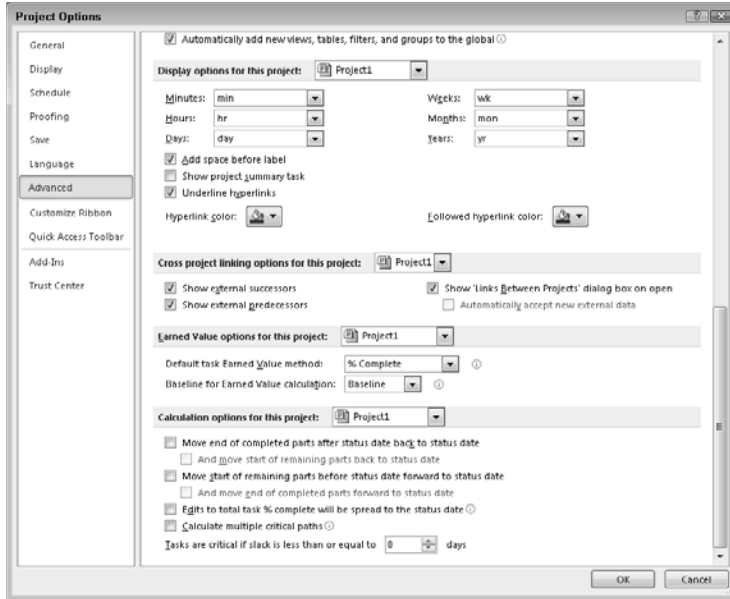 Project Options
General
Display
Schedule
Proofing
Save
Language
Advanced
Customize Ribbon
Quick Access Toolbar
Add-Ins
Trust Center
Automatically add new views, tables, filters, and groups to the global
Display options for this project: Project1
Minutes: min Weeks: wk
Hours: hr Months: mon
Days: day Years: yr
Add space before label
Show project summary task
Underline hyperlinks
Hyperlink color: Followed hyperlink color:
Cross project linking options for this project: Project1
Show external successors Show 'Links Between Projects' dialog box on open
Show external predecessors Automatically accept new external data
Earned Value options for this project: Project1
Default task Earned Value method: % Complete
Baseline for Earned Value calculation: Baseline
Calculation options for this project: Project1
Move end of completed parts after status date back to status date
And move start of remaining parts back to status date
Move start of remaining parts before status date forward to status date
And move end of completed parts forward to status date
Edits to total task % complete will be spread to the status date
Calculate multiple critical paths
Tasks are critical if slack is less than or equal to 0 days
OK Cancel